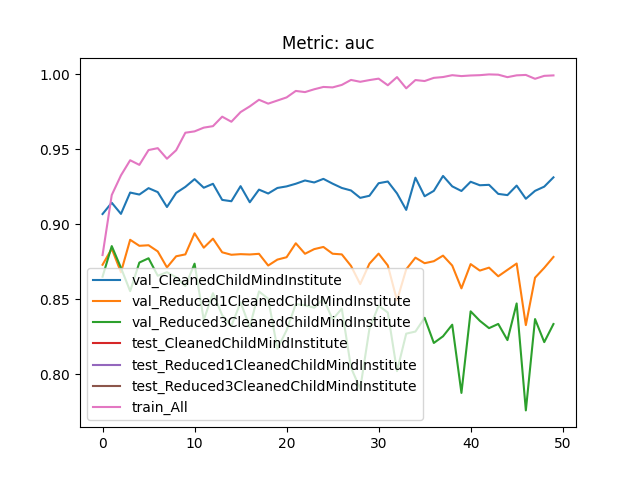 Metric: auc
1.00
0.95
0.90
0.85
0.80
val_CleanedChildMindInstitute
val_Reduced1CleanedChildMindInstitute
val_Reduced3CleanedChildMindInstitute
test_CleanedChildMindInstitute
test_Reduced1CleanedChildMindInstitute
test_Reduced3CleanedChildMindInstitute
train_All
0 10 20 30 40 50